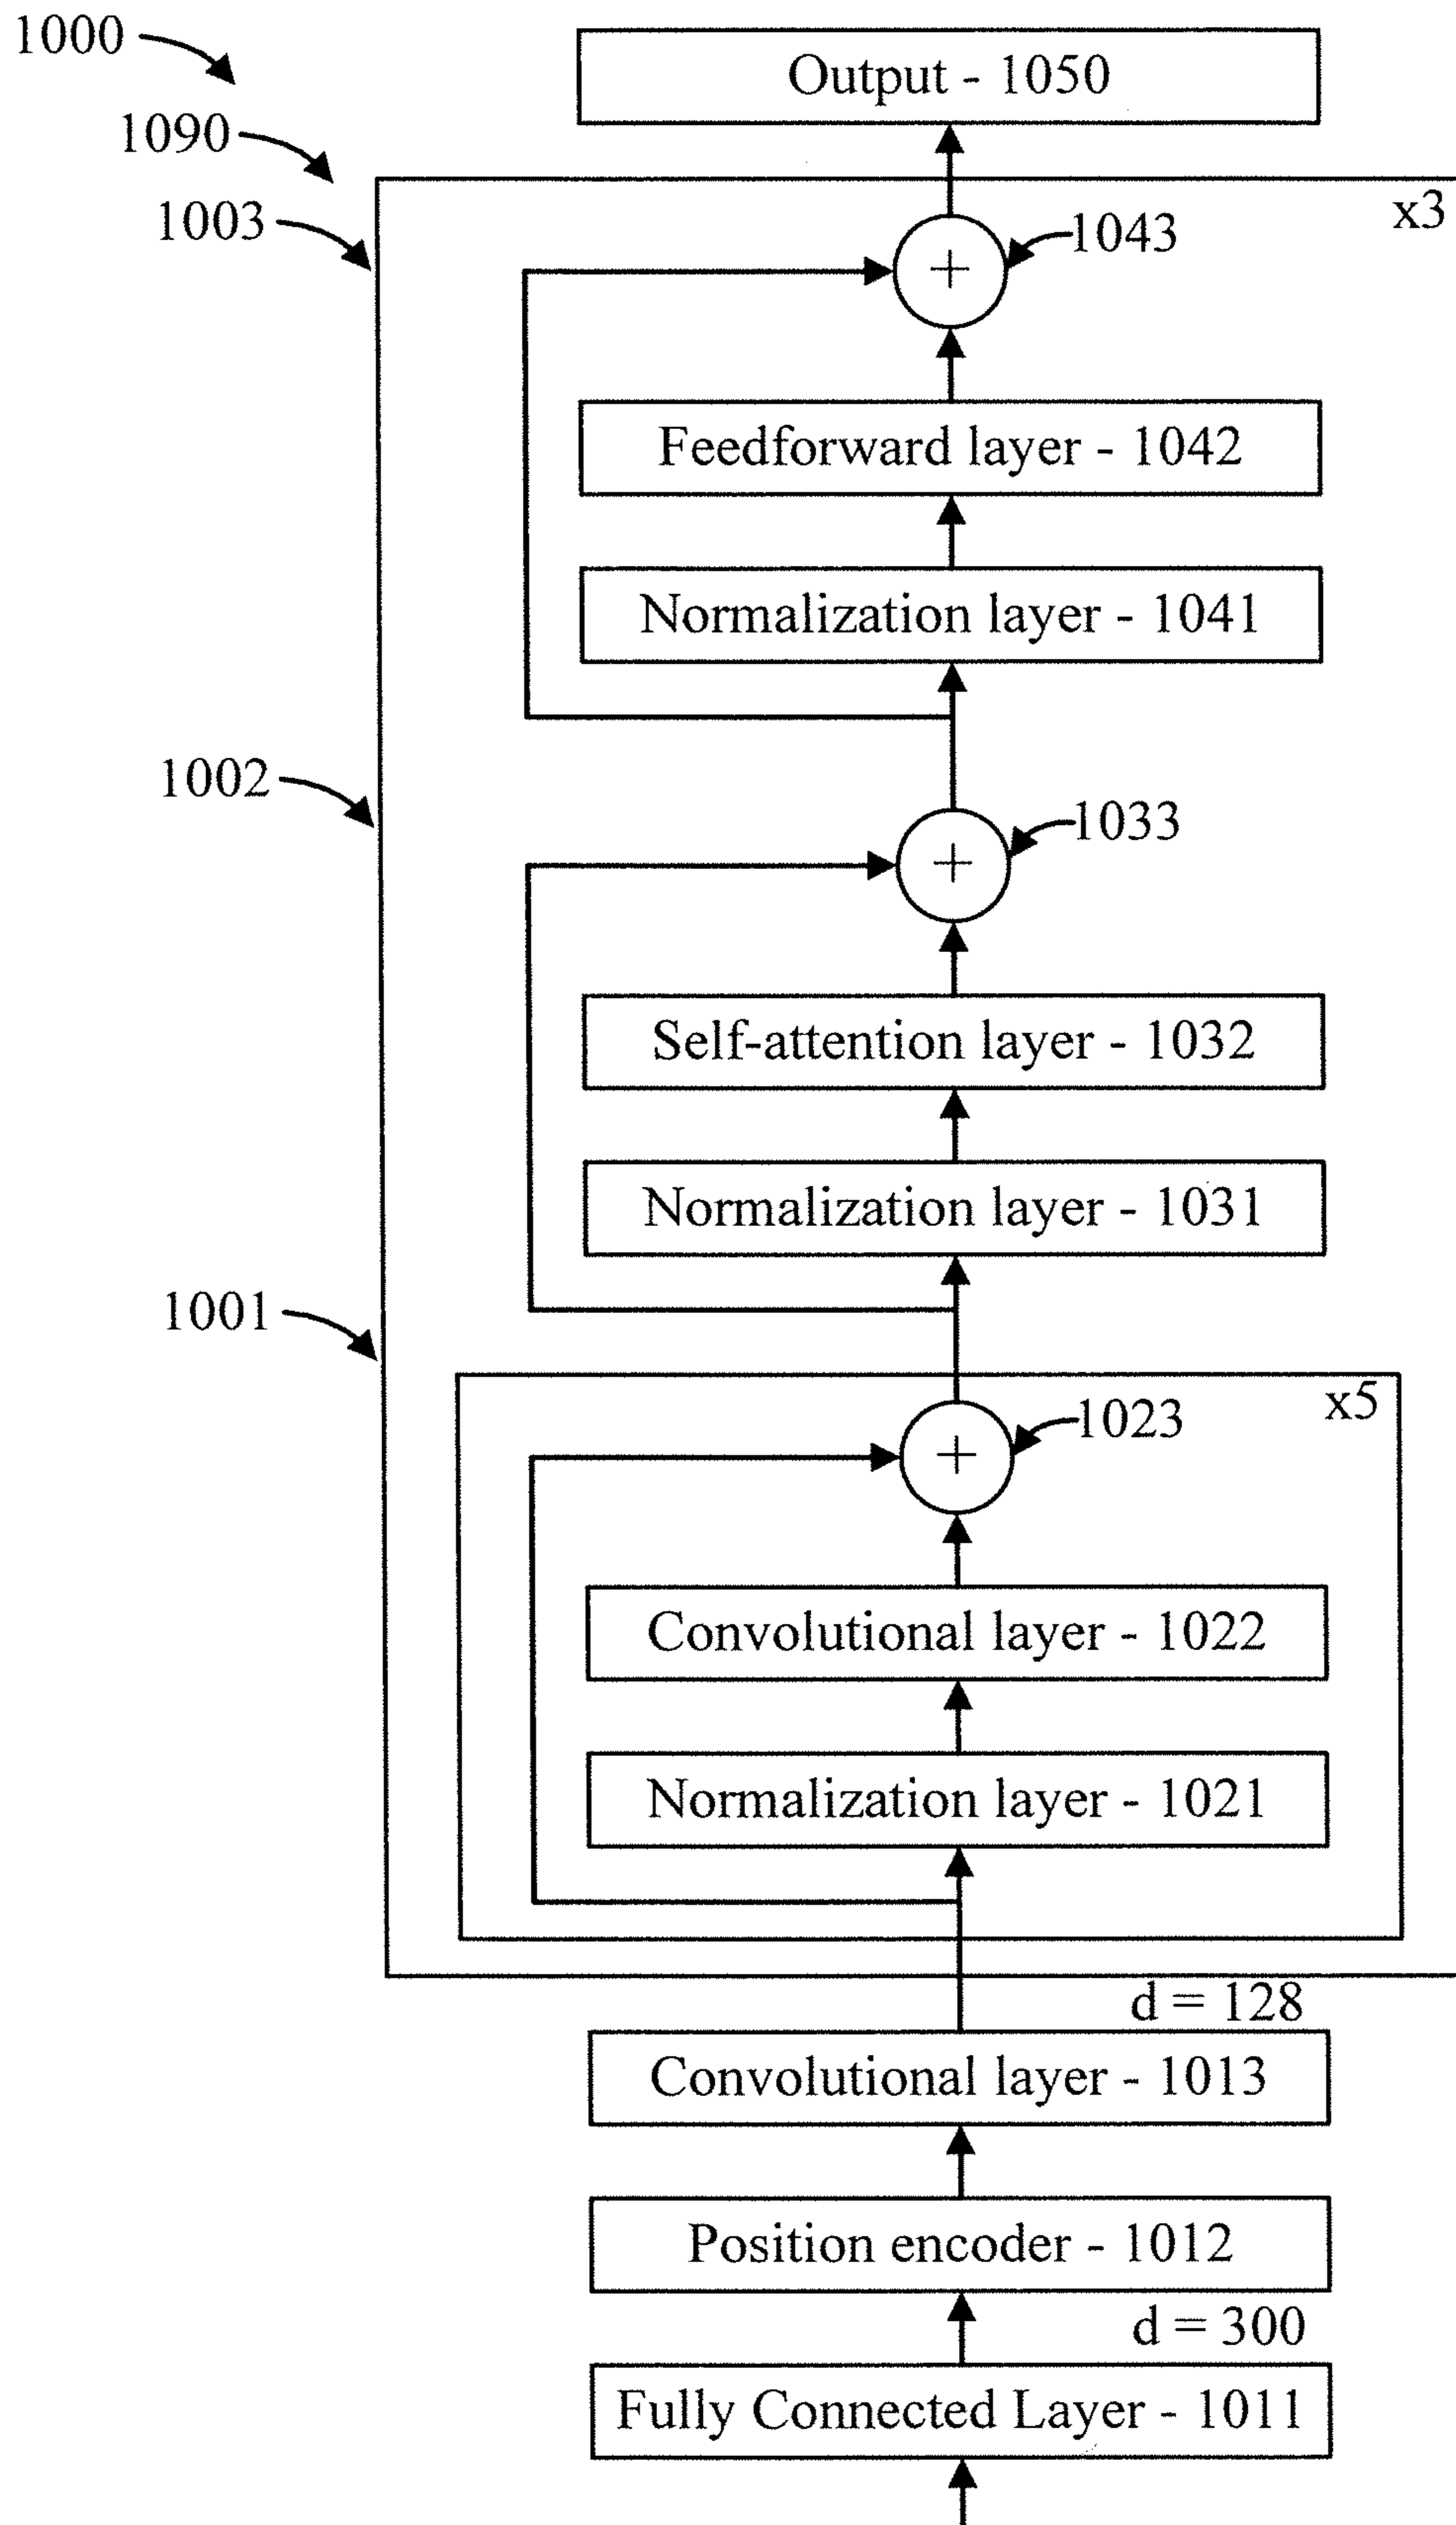 1000
Output - 1050
1090
x3
1003
1043
+
Feedforward layer - 1042
Normalization layer - 1041
1002
1033
+
Self-attention layer - 1032
Normalization layer - 1031
1001
x5
1023
+
Convolutional layer - 1022
Normalization layer - 1021
d = 128
Convolutional layer - 1013
Position encoder - 1012
d = 300
Fully Connected Layer - 1011